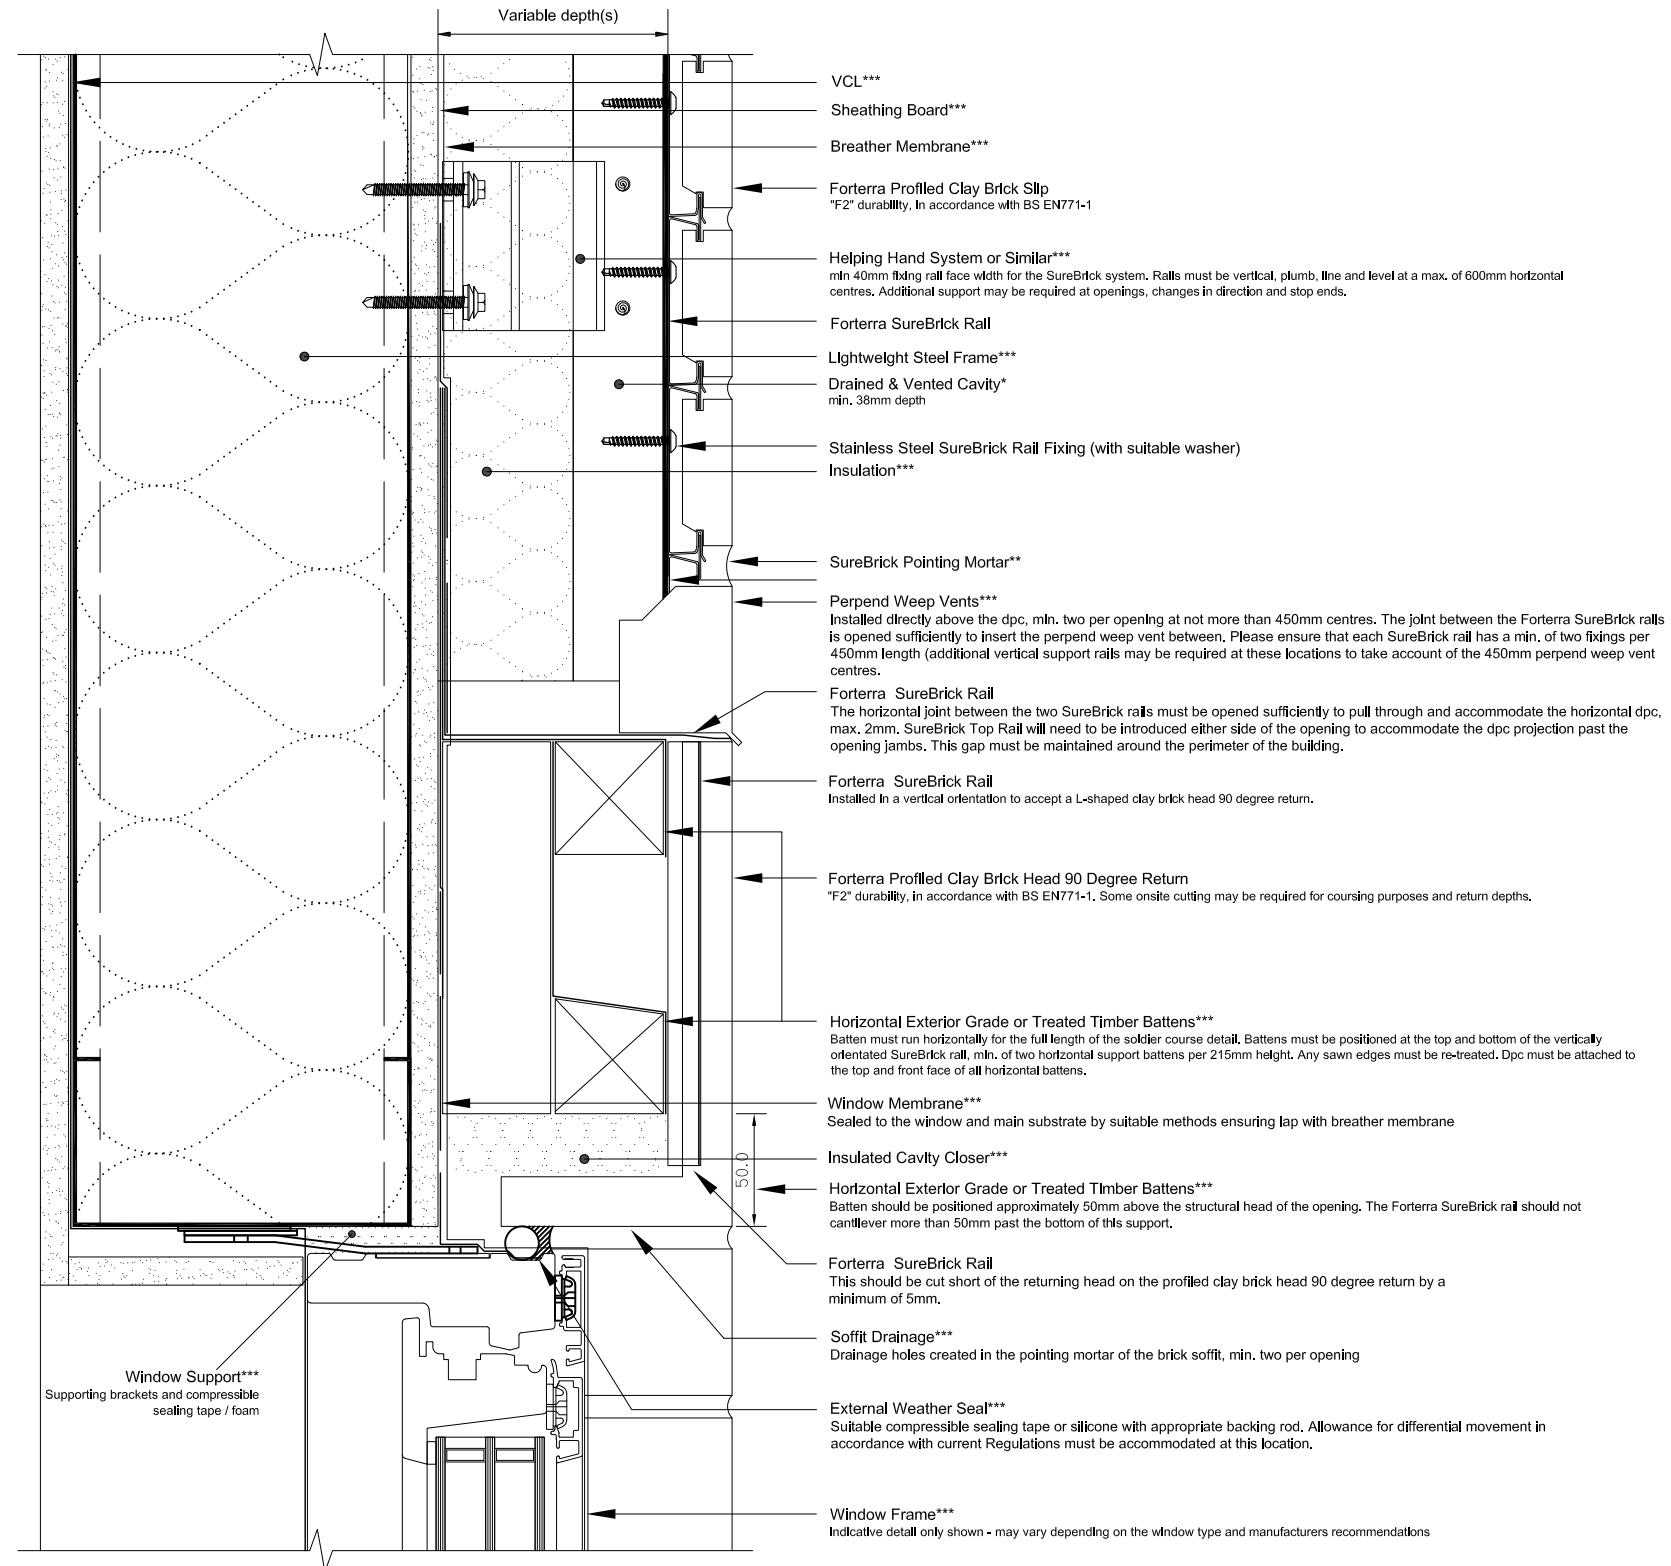 Variable depth(s)
VCL***
Sheathing Board***
Breather Membrane***
Forterra Profiled Clay Brick Slip
"F2" durability, in accordance with BS EN771-1
Helping Hand System or Similar***
min 40mm fixing rail face width for the SureBrick system. Rails must be vertical, plumb, line and level at a max. of 600mm horizontal
centres. Additional support may be required at openings, changes in direction and stop ends.
Forterra SureBrick Rail
Lightweight Steel Frame***
Drained & Vented Cavity*
min. 38mm depth
Stainless Steel SureBrick Rail Fixing (with suitable washer)
Insulation***
SureBrick Pointing Mortar**
Perpend Weep Vents***
Installed directly above the dpc, min. two per opening at not more than 450mm centres. The joint between the Forterra SureBrick rails
is opened sufficiently to insert the perpend weep vent between. Please ensure that each SureBrick rail has a min. of two fixings per
450mm length (additional vertical support rails may be required at these locations to take account of the 450mm perpend weep vent
centres.
Forterra SureBrick Rail
The horizontal joint between the two SureBrick rails must be opened sufficiently to pull through and accommodate the horizontal dpc,
max. 2mm. SureBrick Top Rail will need to be introduced either side of the opening to accommodate the dpc projection past the
opening jambs. This gap must be maintained around the perimeter of the building.
Forterra SureBrick Rail
Installed in a vertical orientation to accept a L-shaped clay brick head 90 degree return.
Forterra Profiled Clay Brick Head 90 Degree Return
"F2" durability, in accordance with BS EN771-1. Some onsite cutting may be required for coursing purposes and return depths.
Horizontal Exterior Grade or Treated Timber Battens***
Batten must run horizontally for the full length of the soldier course detail. Battens must be positioned at the top and bottom of the vertically
orientated SureBrick rail, min. of two horizontal support battens per 215mm height. Any sawn edges must be re-treated. Dpc must be attached to
the top and front face of all horizontal battens.
Window Membrane***
Sealed to the window and main substrate by suitable methods ensuring lap with breather membrane
Insulated Cavity Closer***
50.0
Horizontal Exterior Grade or Treated Timber Battens***
Batten should be positioned approximately 50mm above the structural head of the opening. The Forterra SureBrick rail should not
cantilever more than 50mm past the bottom of this support.
Forterra SureBrick Rail
This should be cut short of the returning head on the profiled clay brick head 90 degree return by a
minimum of 5mm.
Soffit Drainage***
Drainage holes created in the pointing mortar of the brick soffit, min. two per opening
Window Support***
Supporting brackets and compressible
sealing tape / foam
External Weather Seal***
Suitable compressible sealing tape or silicone with appropriate backing rod. Allowance for differential movement in
accordance with current Regulations must be accommodated at this location.
Window Frame***
Indicative detail only shown - may vary depending on the window type and manufacturers recommendations